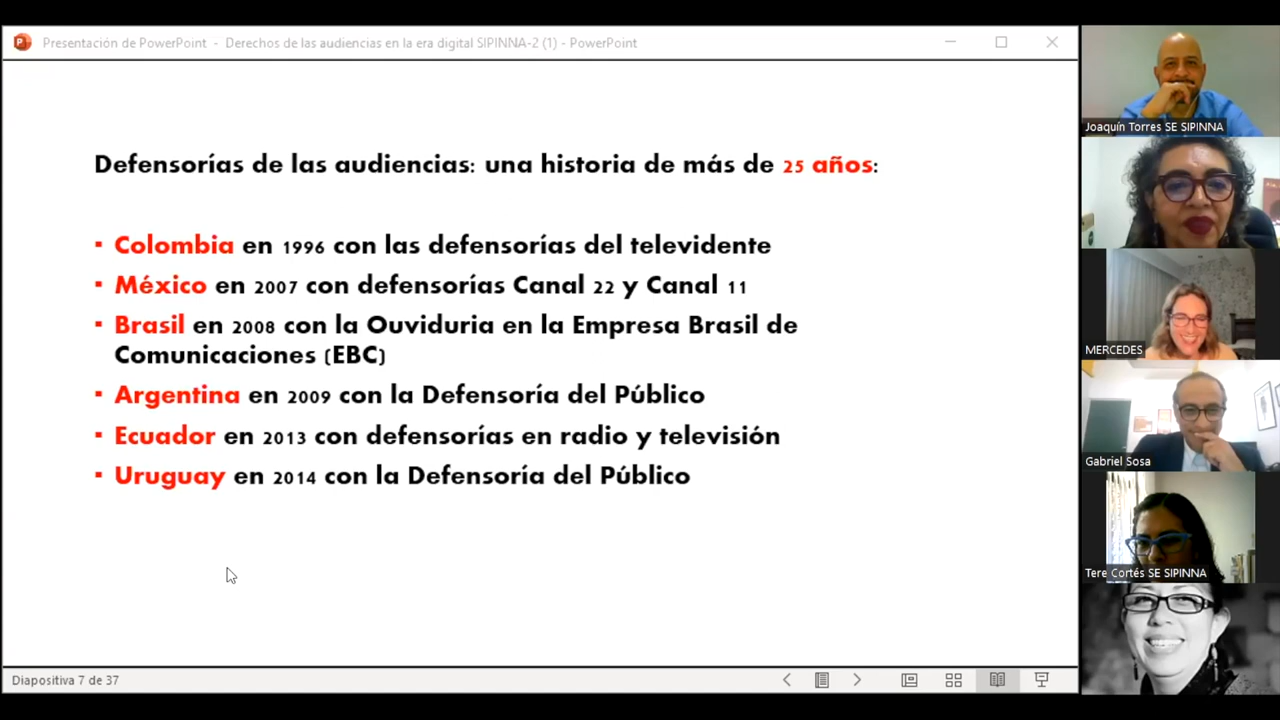 Presentación de PowerPoint - Derechos de las audiencias en la era digital SIPINNA-2 (1) - PowerPoint
Defensorías de las audiencias: una historia de más de 25 años:
▪ Colombia en 1996 con las defensorías del televidente
▪ México en 2007 con defensorías Canal 22 y Canal 11
▪ Brasil en 2008 con la Ouviduria en la Empresa Brasil de
Comunicaciones (EBC)
▪ Argentina en 2009 con la Defensoría del Público
▪ Ecuador en 2013 con defensorías en radio y televisión
▪ Uruguay en 2014 con la Defensoría del Público
Diapositiva 7 de 37
Joaquín Torres SE SIPINNA
MERCEDES
Gabriel Sosa
Tere Cortés SE SIPINNA